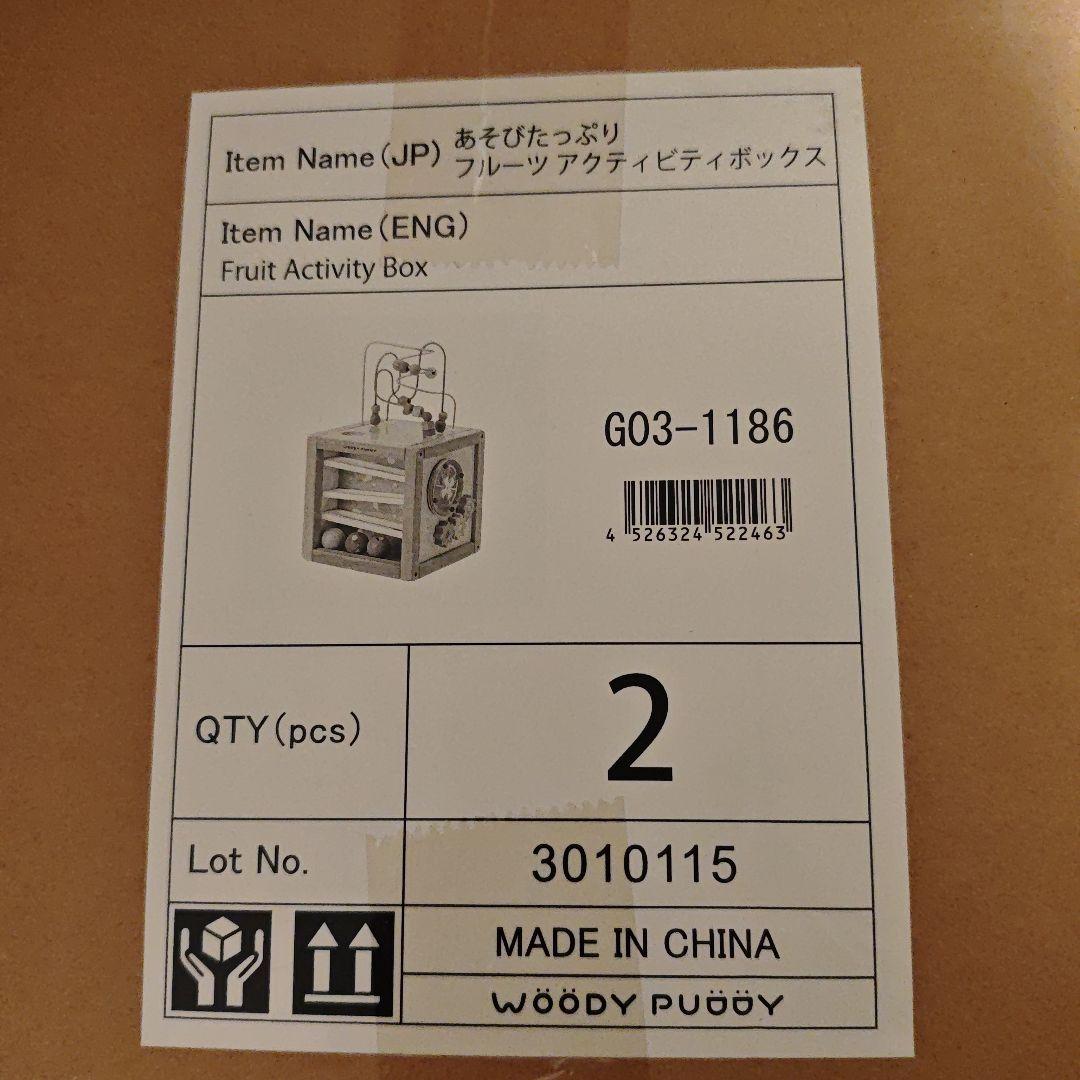 Item Name(JP) あそびたっぷり
フルーツ アクティビティボックス
Item Name(ENG)
Fruit Activity Box
G03-1186
4 526324 522463
QTY(pcs) 2
Lot No. 3010115
MADE IN CHINA
WÖÖDY PUDDY